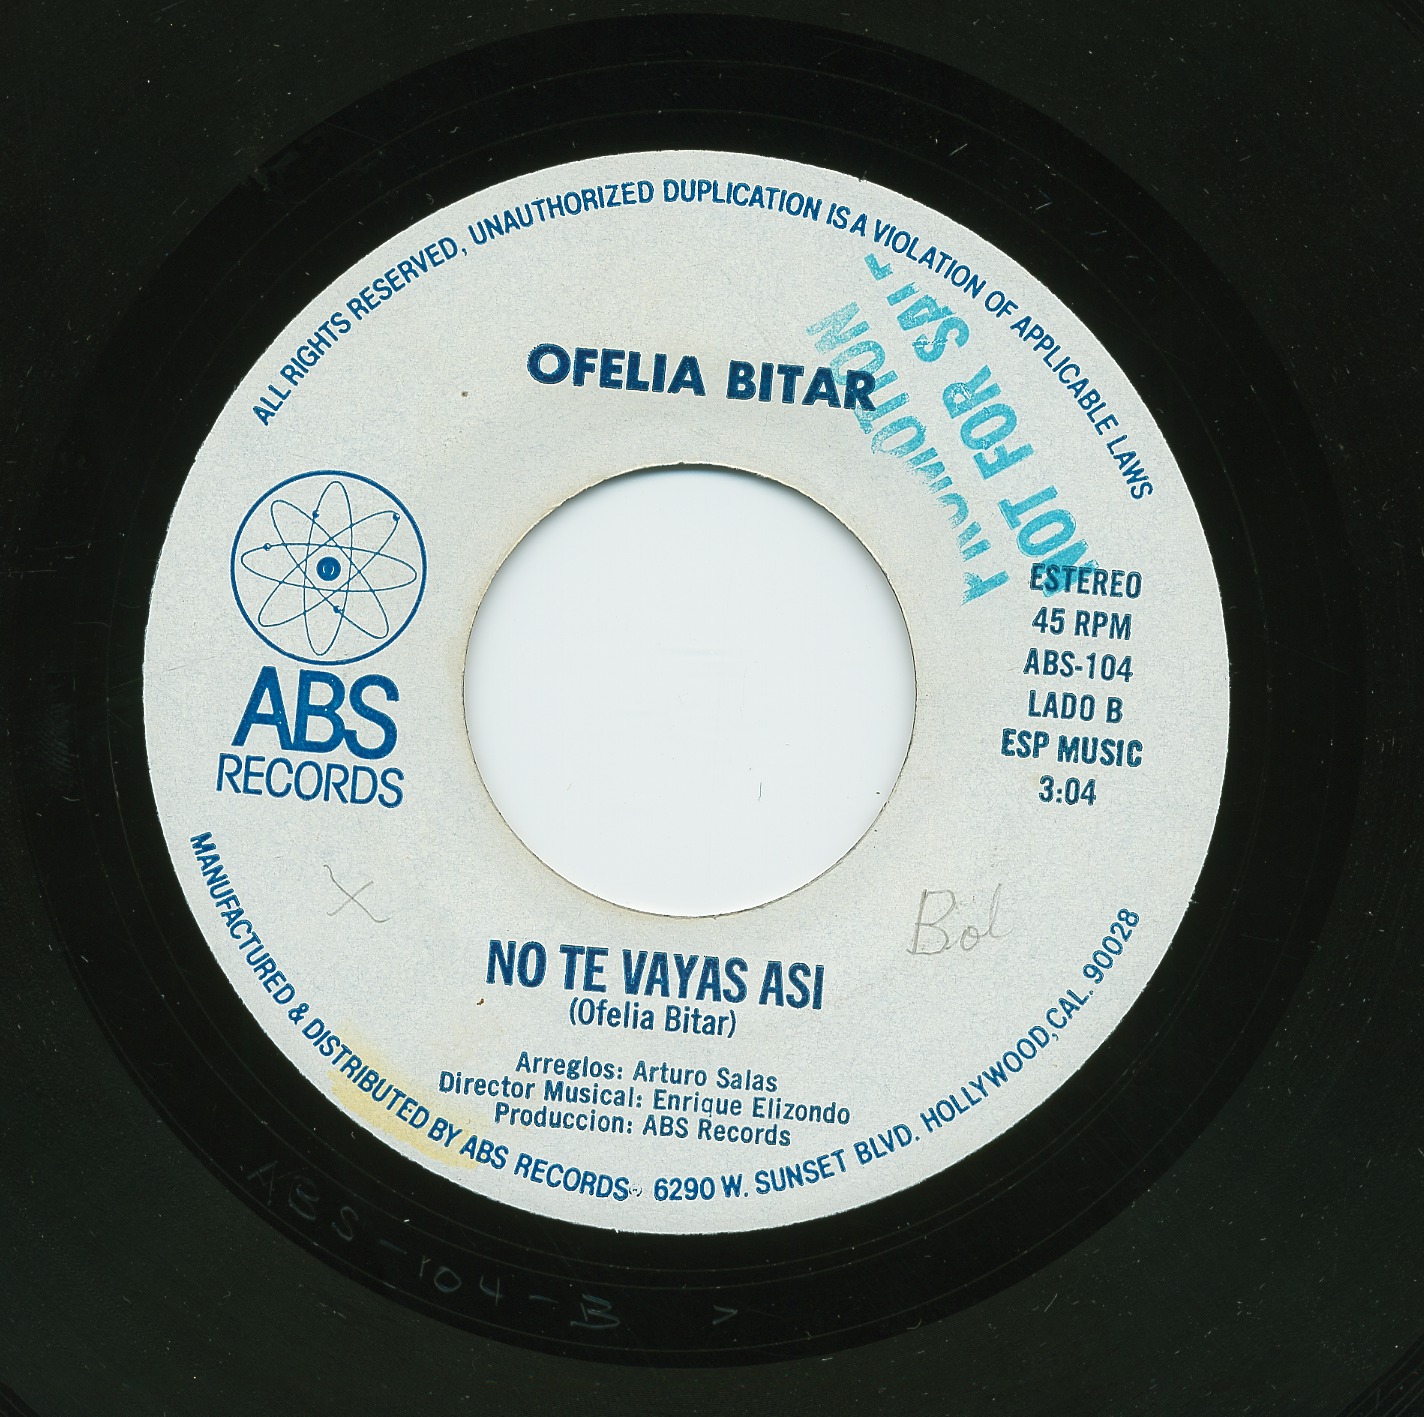 ALL RIGHTS RESERVED, UNAUTHORIZED DUPLICATION IS A VIOLATION OF APPLICABLE LAWS
OFELIA BITAR
PROMOTION
NOT FOR SALE
ABS
RECORDS
ESTEREO
45 RPM
ABS-104
LADO B
ESP MUSIC
3:04
X
Bol
NO TE VAYAS ASI
(Ofelia Bitar)
Arreglos: Arturo Salas
Director Musical: Enrique Elizondo
Produccion: ABS Records
MANUFACTURED & DISTRIBUTED BY ABS RECORDS - 6290 W. SUNSET BLVD. HOLLYWOOD, CAL. 90028
ABS-104-B >